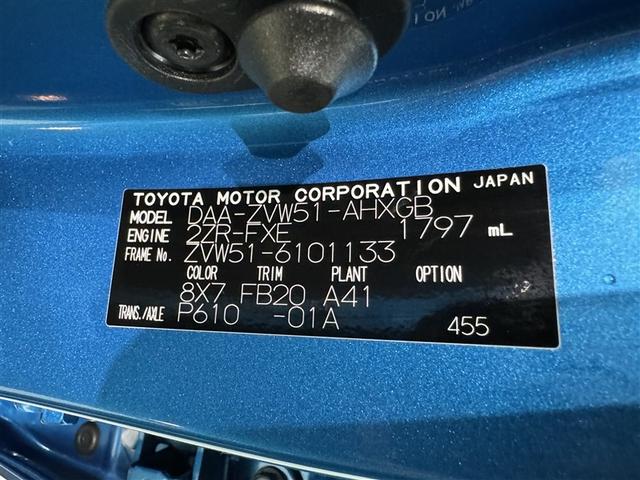 TOYOTA MOTOR CORPORATION JAPAN
MODEL DAA-ZVW51-AHXGB
ENGINE 2ZR-FXE 1797 mL
FRAME No. ZVW51-6101133
COLOR TRIM PLANT OPTION
8X7 FB20 A41
TRANS./AXLE P610 -01A 455